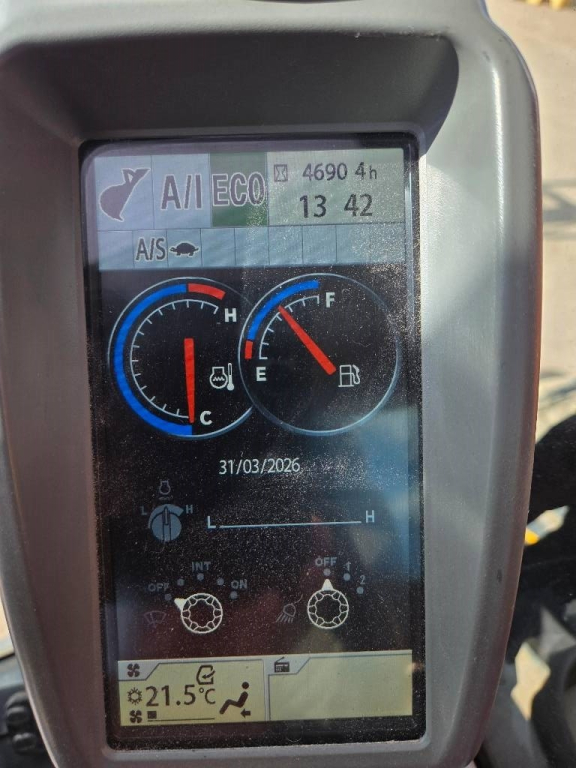 A/I ECO 4690 4h
13 42
A/S
H F
E
C
31/03/2026
L H
L H
INT
OFF ON
OFF 1
2
21.5°C